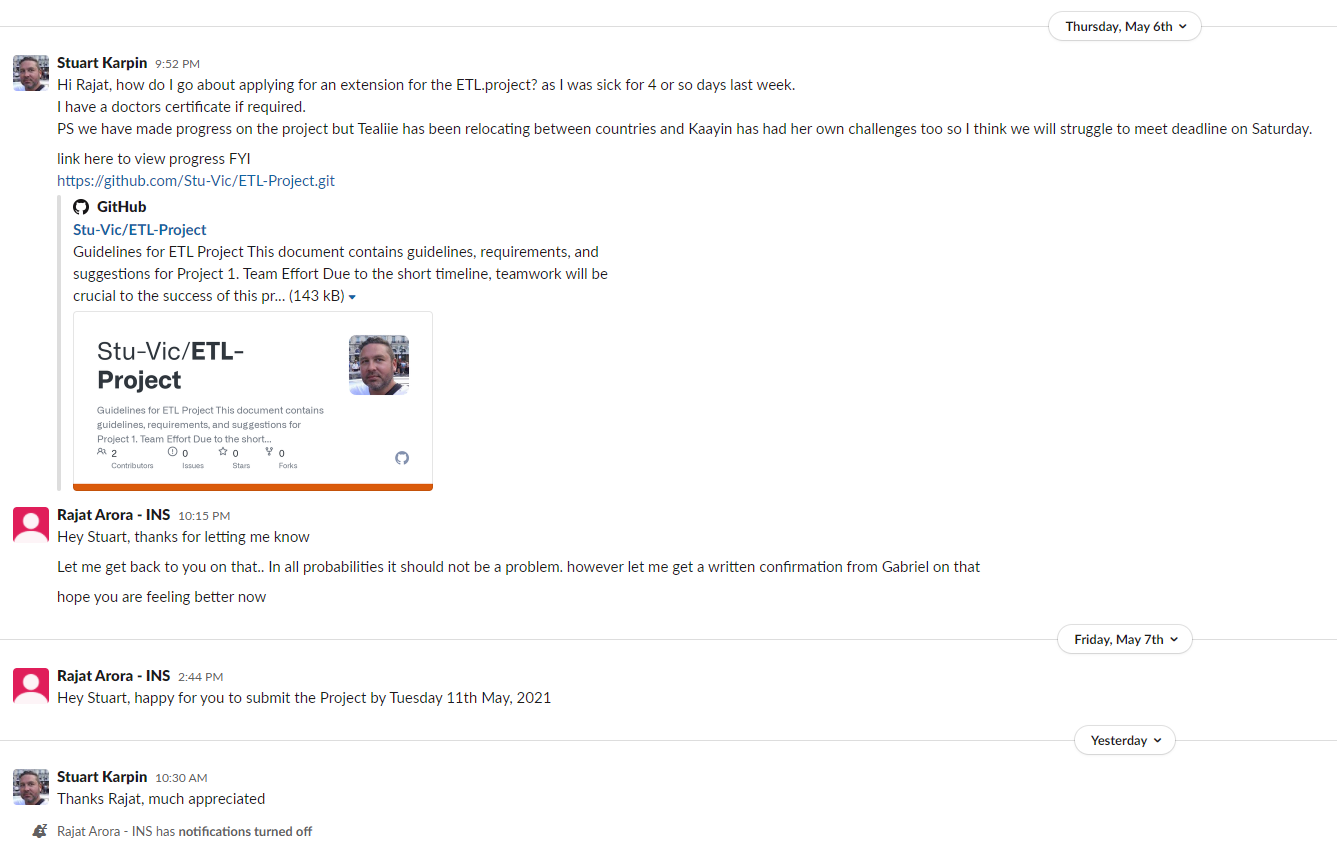 Thursday, May 6th
Stuart Karpin 9:52 PM
Hi Rajat, how do I go about applying for an extension for the ETL.project? as I was sick for 4 or so days last week.
I have a doctors certificate if required.
PS we have made progress on the project but Tealiie has been relocating between countries and Kaayin has had her own challenges too so I think we will struggle to meet deadline on Saturday.
link here to view progress FYI
https://github.com/Stu-Vic/ETL-Project.git
GitHub
Stu-Vic/ETL-Project
Guidelines for ETL Project This document contains guidelines, requirements, and
suggestions for Project 1. Team Effort Due to the short timeline, teamwork will be
crucial to the success of this pr... (143 kB)
Stu-Vic/ETL-
Project
Guidelines for ETL Project This document contains
guidelines, requirements, and suggestions for
Project 1. Team Effort Due to the short...
2 0 0 0
Contributors Issues Stars Forks
Rajat Arora - INS 10:15 PM
Hey Stuart, thanks for letting me know
Let me get back to you on that.. In all probabilities it should not be a problem. however let me get a written confirmation from Gabriel on that
hope you are feeling better now
Friday, May 7th
Rajat Arora - INS 2:44 PM
Hey Stuart, happy for you to submit the Project by Tuesday 11th May, 2021
Yesterday
Stuart Karpin 10:30 AM
Thanks Rajat, much appreciated
Rajat Arora - INS has notifications turned off